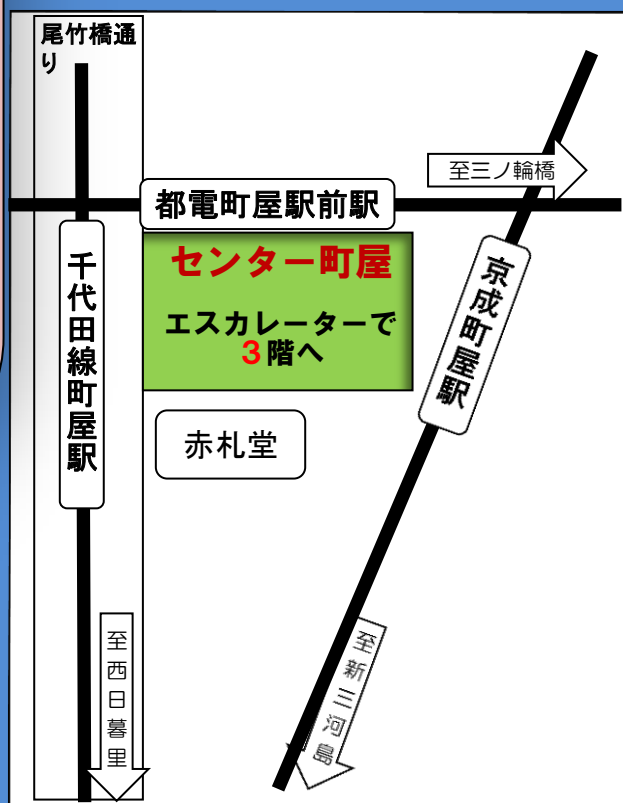 尾竹橋通
り
至三ノ輪橋
都電町屋駅前駅
センター町屋
エスカレーターで
3階へ
千代田線町屋駅
京成町屋駅
赤札堂
至西日暮里
至新三河島